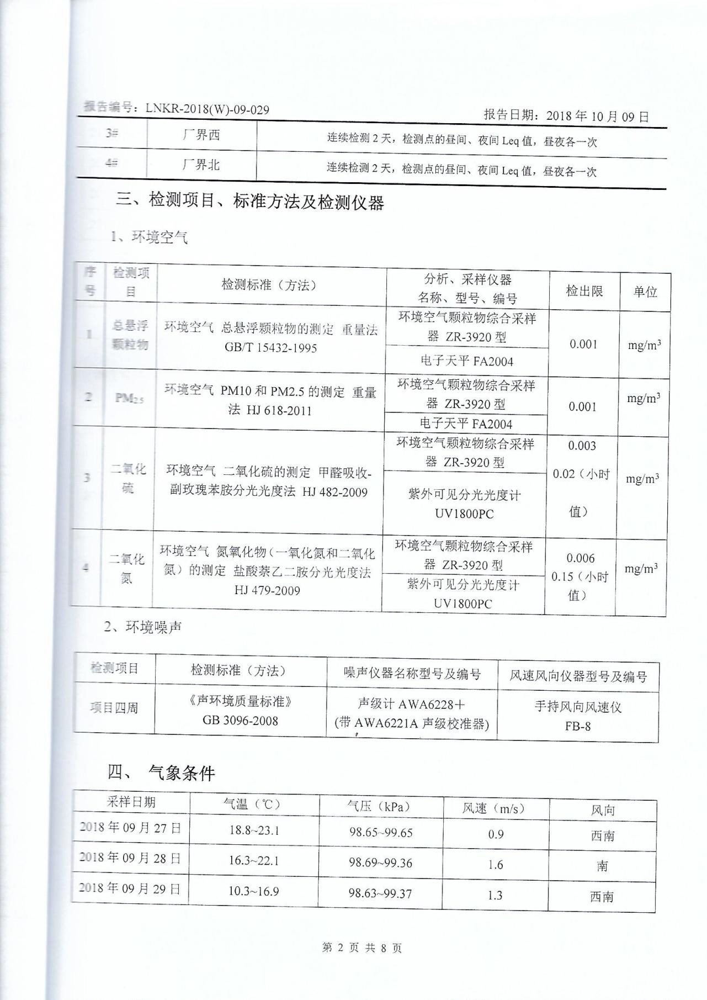 报告编号：LNKR-2018(W)-09-029
报告日期：2018 年 10 月 09 日
3# 厂界西 连续检测 2 天，检测点的昼间、夜间 Leq 值，昼夜各一次
4# 厂界北 连续检测 2 天，检测点的昼间、夜间 Leq 值，昼夜各一次
三、检测项目、标准方法及检测仪器
1、环境空气
序
号
检测项
目
检测标准（方法）
分析、采样仪器
名称、型号、编号
检出限
单位
1
总悬浮
颗粒物
环境空气 总悬浮颗粒物的测定 重量法
GB/T 15432-1995
环境空气颗粒物综合采样
器 ZR-3920 型
电子天平 FA2004
0.001
mg/m³
2
PM2.5
环境空气 PM10 和 PM2.5 的测定 重量
法 HJ 618-2011
环境空气颗粒物综合采样
器 ZR-3920 型
电子天平 FA2004
0.001
mg/m³
3
二氧化
硫
环境空气 二氧化硫的测定 甲醛吸收-
副玫瑰苯胺分光光度法 HJ 482-2009
环境空气颗粒物综合采样
器 ZR-3920 型
紫外可见分光光度计
UV1800PC
0.003
0.02（小时
值）
mg/m³
4
二氧化
氮
环境空气 氮氧化物（一氧化氮和二氧化
氮）的测定 盐酸萘乙二胺分光光度法
HJ 479-2009
环境空气颗粒物综合采样
器 ZR-3920 型
紫外可见分光光度计
UV1800PC
0.006
0.15（小时
值）
mg/m³
2、环境噪声
检测项目 检测标准（方法） 噪声仪器名称型号及编号 风速风向仪器型号及编号
项目四周
《声环境质量标准》
GB 3096-2008
声级计 AWA6228＋
(带 AWA6221A 声级校准器)
手持风向风速仪
FB-8
四、 气象条件
采样日期 气温（℃） 气压（kPa） 风速（m/s） 风向
2018 年 09 月 27 日 18.8~23.1 98.65~99.65 0.9 西南
2018 年 09 月 28 日 16.3~22.1 98.69~99.36 1.6 南
2018 年 09 月 29 日 10.3~16.9 98.63~99.37 1.3 西南
第 2 页 共 8 页